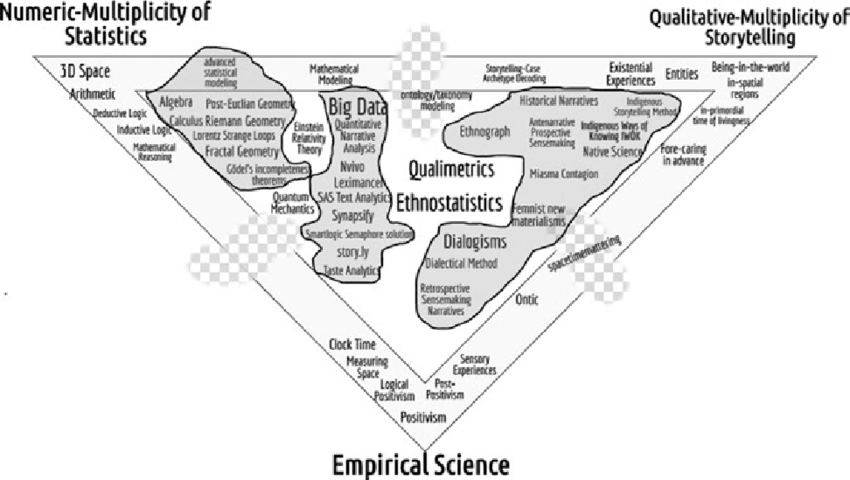 Numeric-Multiplicity of
Statistics
Qualitative-Multiplicity of
Storytelling
3D Space
Arithmetic
Deductive Logic
Inductive Logic
Mathematical
Reasoning
advanced
statistical
modeling
Algebra
Post-Euclian Geometry
Calculus Riemann Geometry
Lorentz Strange Loops
Fractal Geometry
Gödel's incompleteness
theorems
Mathematical
Modeling
Einstein
Relativity
Theory
Quantum
Mechantics
Big Data
Quantitative
Narrative
Analysis
Nvivo
Leximancer
SAS Text Analytics
Synapsify
Smartlogic Semaphore solution
story.ly
Taste Analytics
ontology/taxonomy
modeling
Qualimetrics
Ethnostatistics
Storytelling-Case
Archetype Decoding
Existential
Experiences
Entities
Being-in-the-world
in-spatial
regions
in-primordial
time of livingness
Fore-caring
in advance
Historical Narratives
Indigenous
Storytelling Method
Ethnograph
Antenarrative
Prospective
Sensemaking
Indigenous Ways of
Knowing IWOK
Native Science
Miasma Contagion
Femnist new
materialisms
Dialogisms
Dialectical Method
Retrospective
Sensemaking
Narratives
Spacetimemattering
Ontic
Clock Time
Measuring
Space
Logical
Positivism
Sensory
Experiences
Post-
Positivism
Positivism
Empirical Science